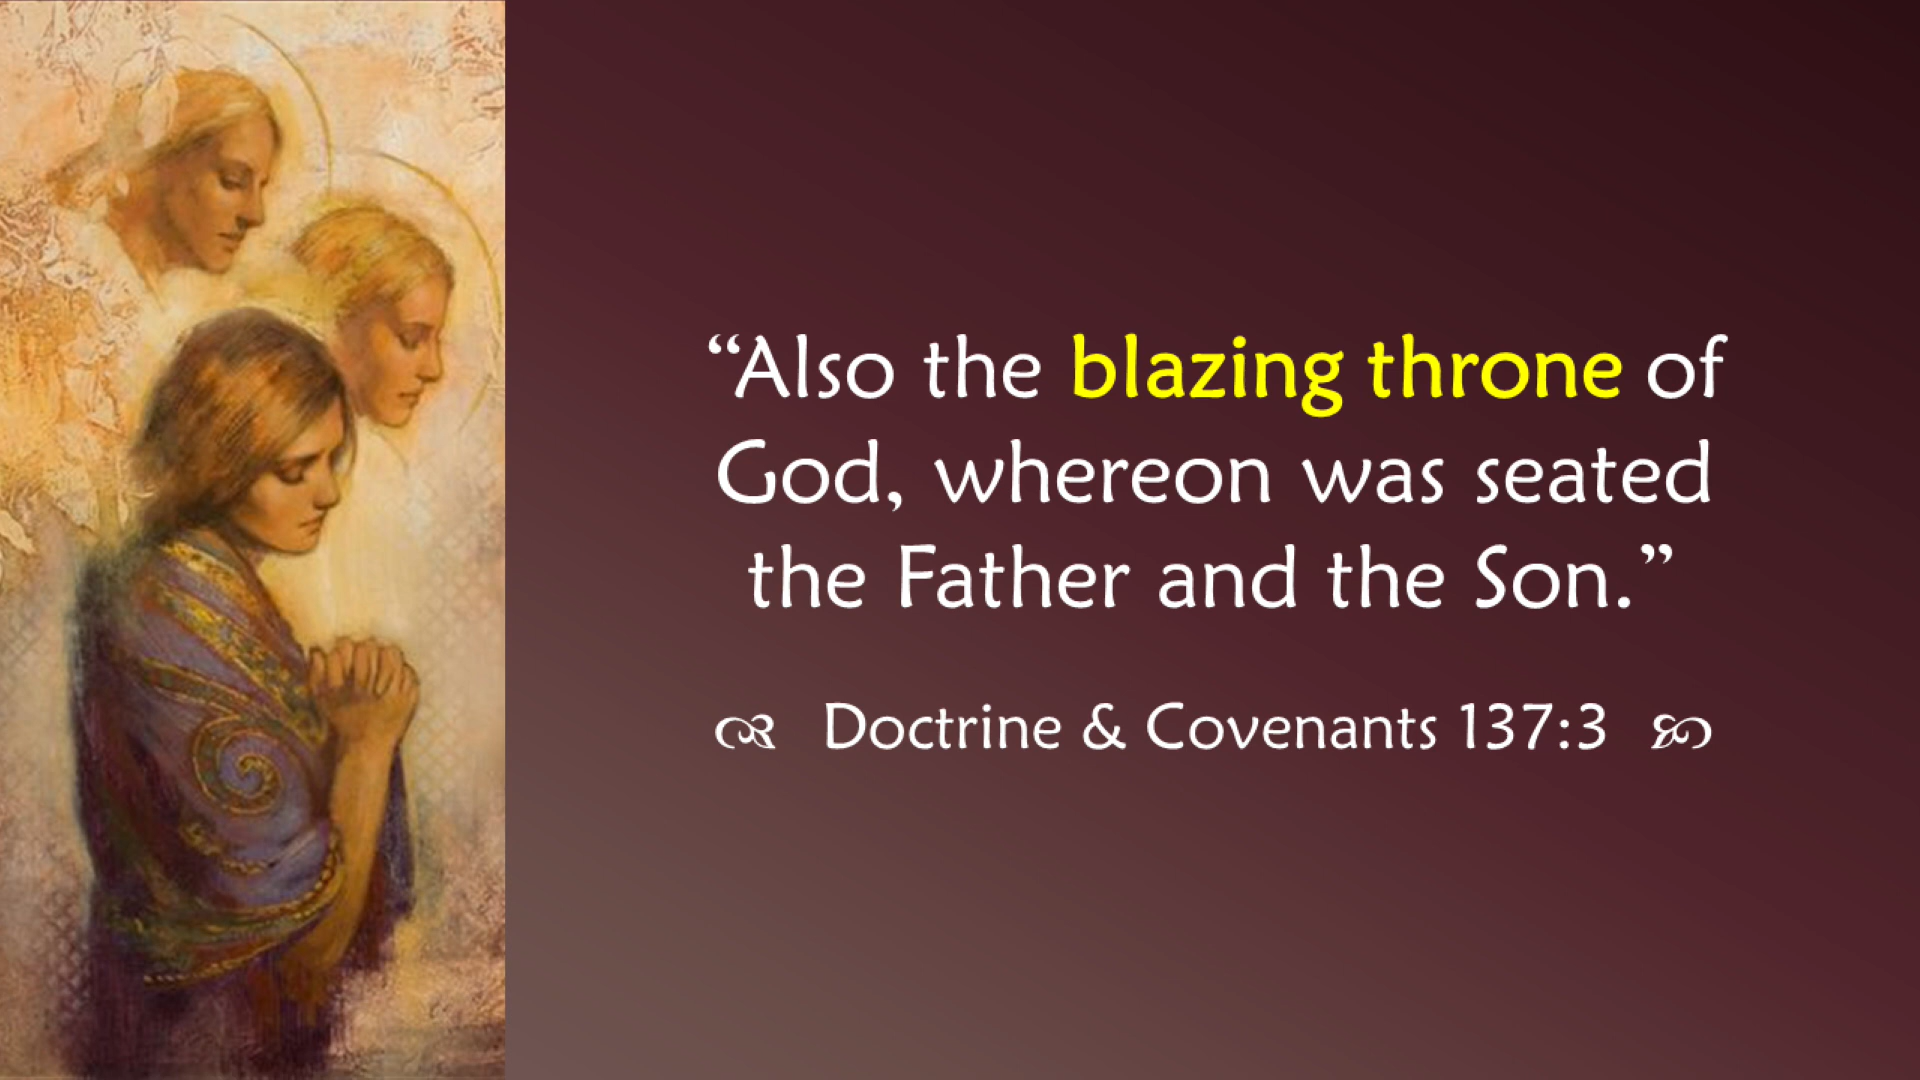 “Also the blazing throne of
God, whereon was seated
the Father and the Son.”
Doctrine & Covenants 137:3